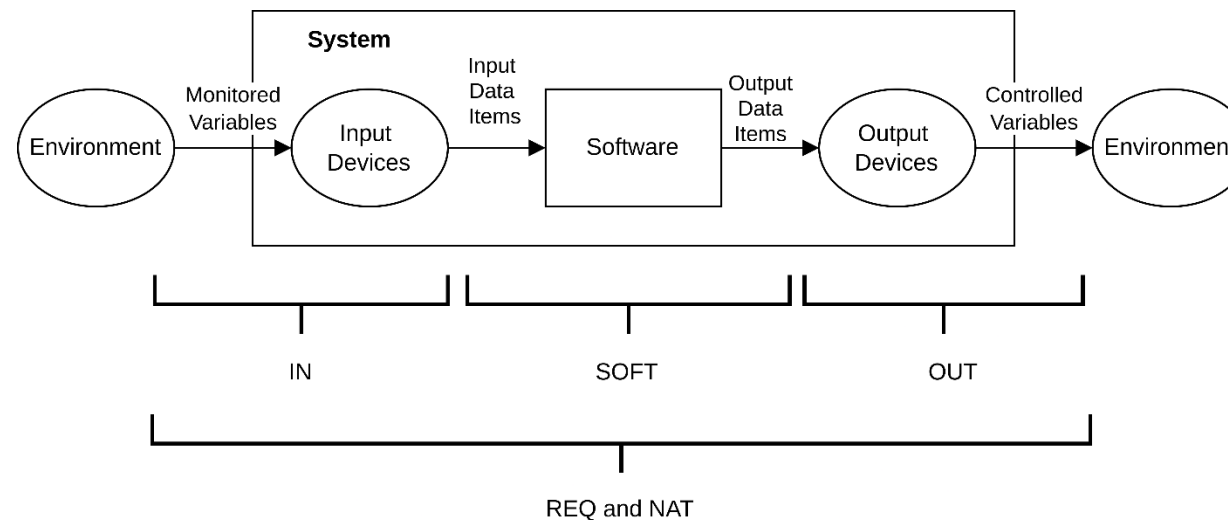 System
Environment
Monitored
Variables
Input
Devices
Input
Data
Items
Software
Output
Data
Items
Output
Devices
Controlled
Variables
Environment
IN
SOFT
OUT
REQ and NAT